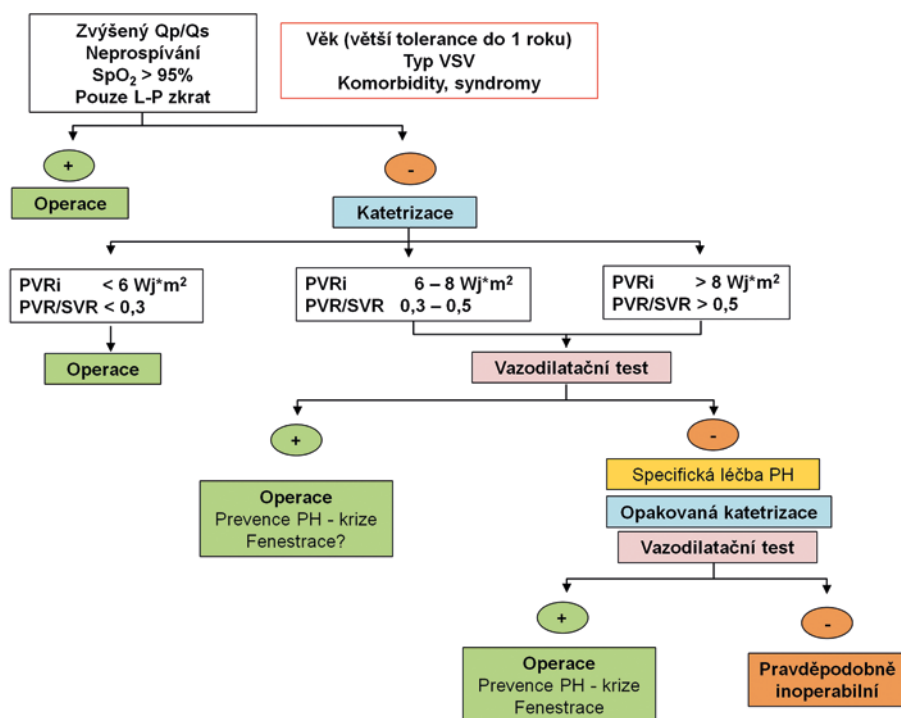 Zvýšený Qp/Qs
Neprospívání
SpO₂ > 95%
Pouze L-P zkrat
Věk (větší tolerance do 1 roku)
Typ VSV
Komorbidity, syndromy
+
-
Operace
Katetrizace
PVRi < 6 Wj*m²
PVR/SVR < 0,3
PVRi 6 – 8 Wj*m²
PVR/SVR 0,3 – 0,5
PVRi > 8 Wj*m²
PVR/SVR > 0,5
Operace
Vazodilatační test
+
-
Operace
Prevence PH - krize
Fenestrace?
Specifická léčba PH
Opakovaná katetrizace
Vazodilatační test
+
-
Operace
Prevence PH - krize
Fenestrace
Pravděpodobně
inoperabilní